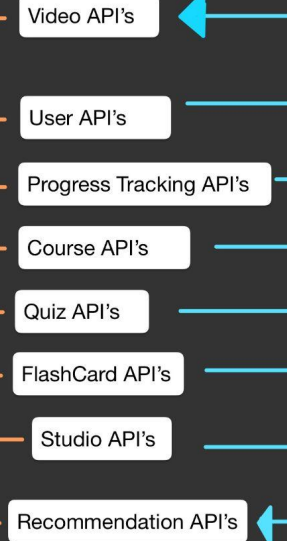 Video API's
User API's
Progress Tracking API's
Course API's
Quiz API's
FlashCard API's
Studio API's
Recommendation API's